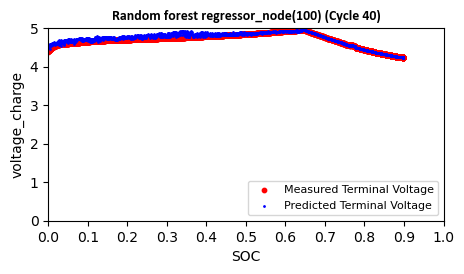 Random forest regressor_node(100) (Cycle 40)
voltage_charge
5
4
3
2
1
0
Measured Terminal Voltage
Predicted Terminal Voltage
0.0 0.1 0.2 0.3 0.4 0.5 0.6 0.7 0.8 0.9 1.0
SOC